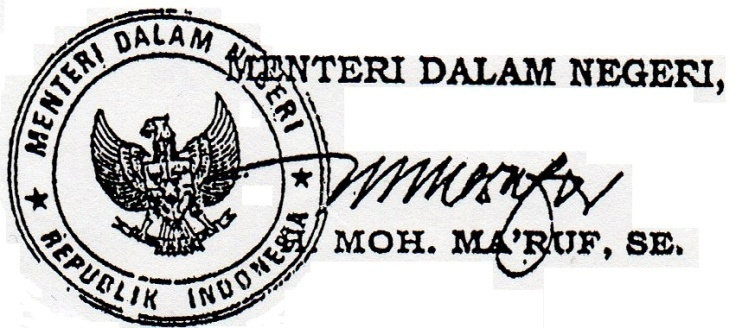 MENTERI DALAM NEGERI
REPUBLIK INDONESIA
MENTERI DALAM NEGERI,
H. MOH. MA'RUF, SE.